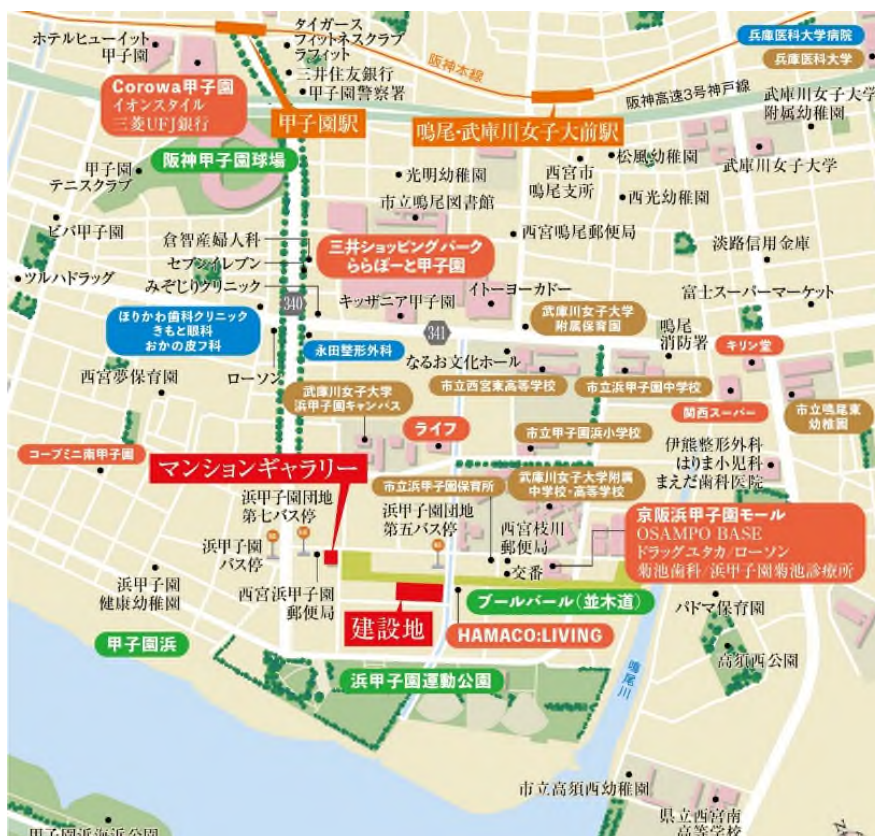 ホテルヒューイット
甲子園
タイガース
フィットネスクラブ
ラフィット
三井住友銀行
甲子園警察署
阪神本線
兵庫医科大学病院
兵庫医科大学
Corowa甲子園
イオンスタイル
三菱UFJ銀行
甲子園駅
鳴尾・武庫川女子大前駅
阪神高速3号神戸線
武庫川女子大学
附属幼稚園
阪神甲子園球場
甲子園
テニスクラブ
光明幼稚園
西宮市
鳴尾支所
松風幼稚園
武庫川女子大学
西光幼稚園
市立鳴尾図書館
ビバ甲子園
倉智産婦人科
セブンイレブン
みぞじりクリニック
三井ショッピングパーク
ららぽーと甲子園
西宮鳴尾郵便局
淡路信用金庫
ツルハドラッグ
340
キッザニア甲子園
イトーヨーカドー
富士スーパーマーケット
ほりかわ歯科クリニック
きもと眼科
おかの皮フ科
341
武庫川女子大学
附属保育園
鳴尾
消防署
キリン堂
永田整形外科
なるお文化ホール
ローソン
西宮夢保育園
武庫川女子大学
浜甲子園キャンパス
市立西宮東高等学校
市立浜甲子園中学校
関西スーパー
市立鳴尾東
幼稚園
コープミニ南甲子園
ライフ
市立甲子園浜小学校
伊熊整形外科
はりま小児科
まえだ歯科医院
マンションギャラリー
市立浜甲子園保育所
武庫川女子大学附属
中学校・高等学校
浜甲子園団地
第七バス停
浜甲子園団地
第五バス停
西宮枝川
郵便局
京阪浜甲子園モール
OSAMPO BASE
ドラッグユタカ/ローソン
菊池歯科/浜甲子園菊池診療所
浜甲子園
バス停
交番
浜甲子園
健康幼稚園
西宮浜甲子園
郵便局
建設地
ブールバール(並木道)
パドマ保育園
HAMACO:LIVING
甲子園浜
高須西公園
鳴尾川
浜甲子園運動公園
市立高須西幼稚園
県立西宮南
高等学校
甲子園浜海浜公園